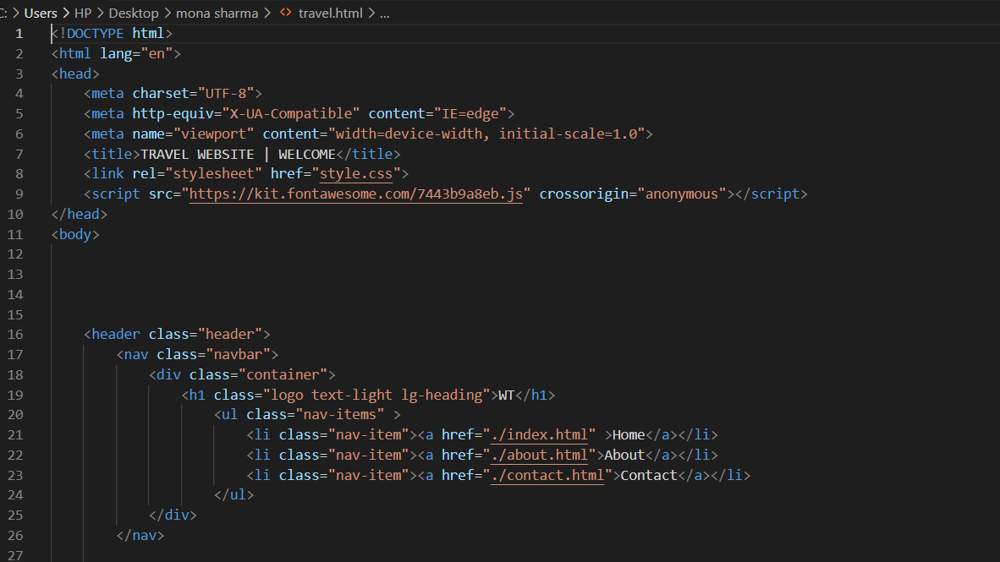 C: > Users > HP > Desktop > mona sharma > <> travel.html > ...
1 <!DOCTYPE html>
2 <html lang="en">
3 <head>
4     <meta charset="UTF-8">
5     <meta http-equiv="X-UA-Compatible" content="IE=edge">
6     <meta name="viewport" content="width=device-width, initial-scale=1.0">
7     <title>TRAVEL WEBSITE | WELCOME</title>
8     <link rel="stylesheet" href="style.css">
9     <script src="https://kit.fontawesome.com/7443b9a8eb.js" crossorigin="anonymous"></script>
10 </head>
11 <body>
12
13
14
15
16     <header class="header">
17         <nav class="navbar">
18             <div class="container">
19                 <h1 class="logo text-light lg-heading">WT</h1>
20                     <ul class="nav-items" >
21                         <li class="nav-item"><a href="./index.html" >Home</a></li>
22                         <li class="nav-item"><a href="./about.html">About</a></li>
23                         <li class="nav-item"><a href="./contact.html">Contact</a></li>
24                     </ul>
25             </div>
26         </nav>
27